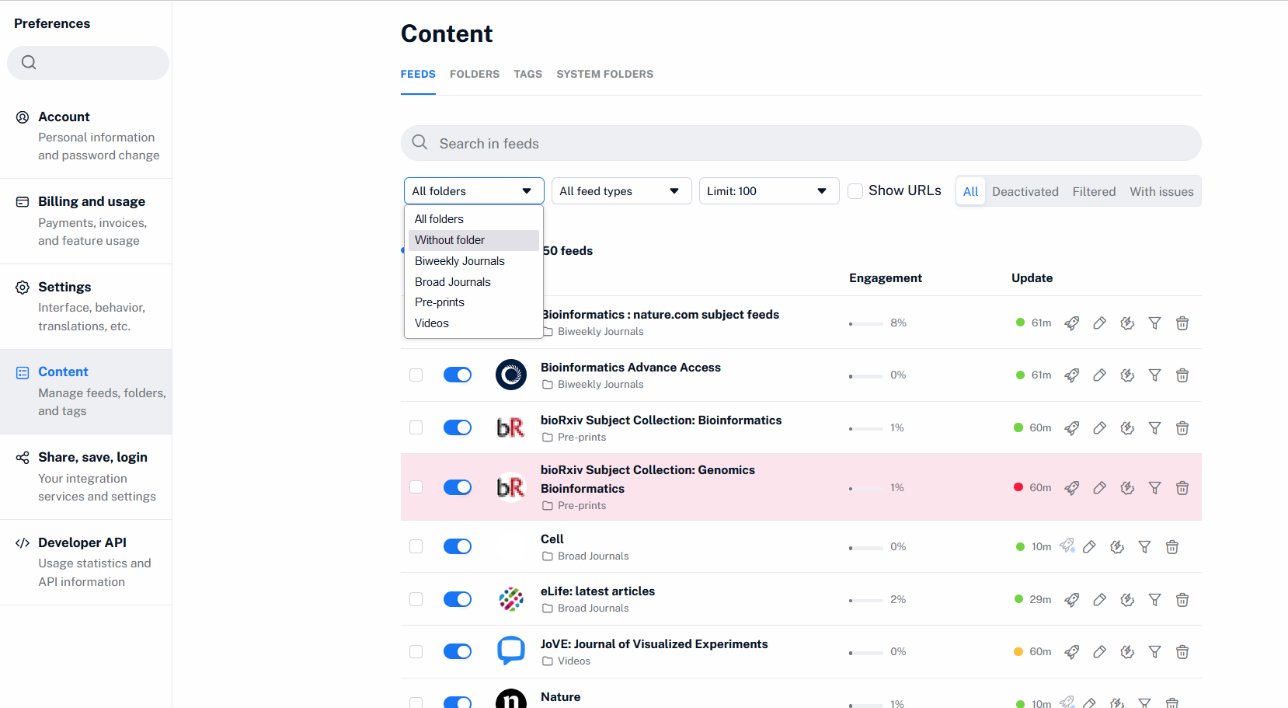 Preferences
Account
Personal information
and password change
Billing and usage
Payments, invoices,
and feature usage
Settings
Interface, behavior,
translations, etc.
Content
Manage feeds, folders,
and tags
Share, save, login
Your integration
services and settings
Developer API
Usage statistics and
API information
Content
FEEDS FOLDERS TAGS SYSTEM FOLDERS
Search in feeds
All folders All feed types Limit: 100 Show URLs All Deactivated Filtered With issues
All folders
Without folder
Biweekly Journals
Broad Journals
Pre-prints
Videos
50 feeds
Engagement Update
Bioinformatics : nature.com subject feeds
Biweekly Journals
8% 61m
Bioinformatics Advance Access
Biweekly Journals
0% 61m
bR bioRxiv Subject Collection: Bioinformatics
Pre-prints
1% 60m
bR bioRxiv Subject Collection: Genomics
Bioinformatics
Pre-prints
1% 60m
Cell
Broad Journals
0% 10m
eLife: latest articles
Broad Journals
2% 29m
JoVE: Journal of Visualized Experiments
Videos
0% 60m
n Nature
1% 10m